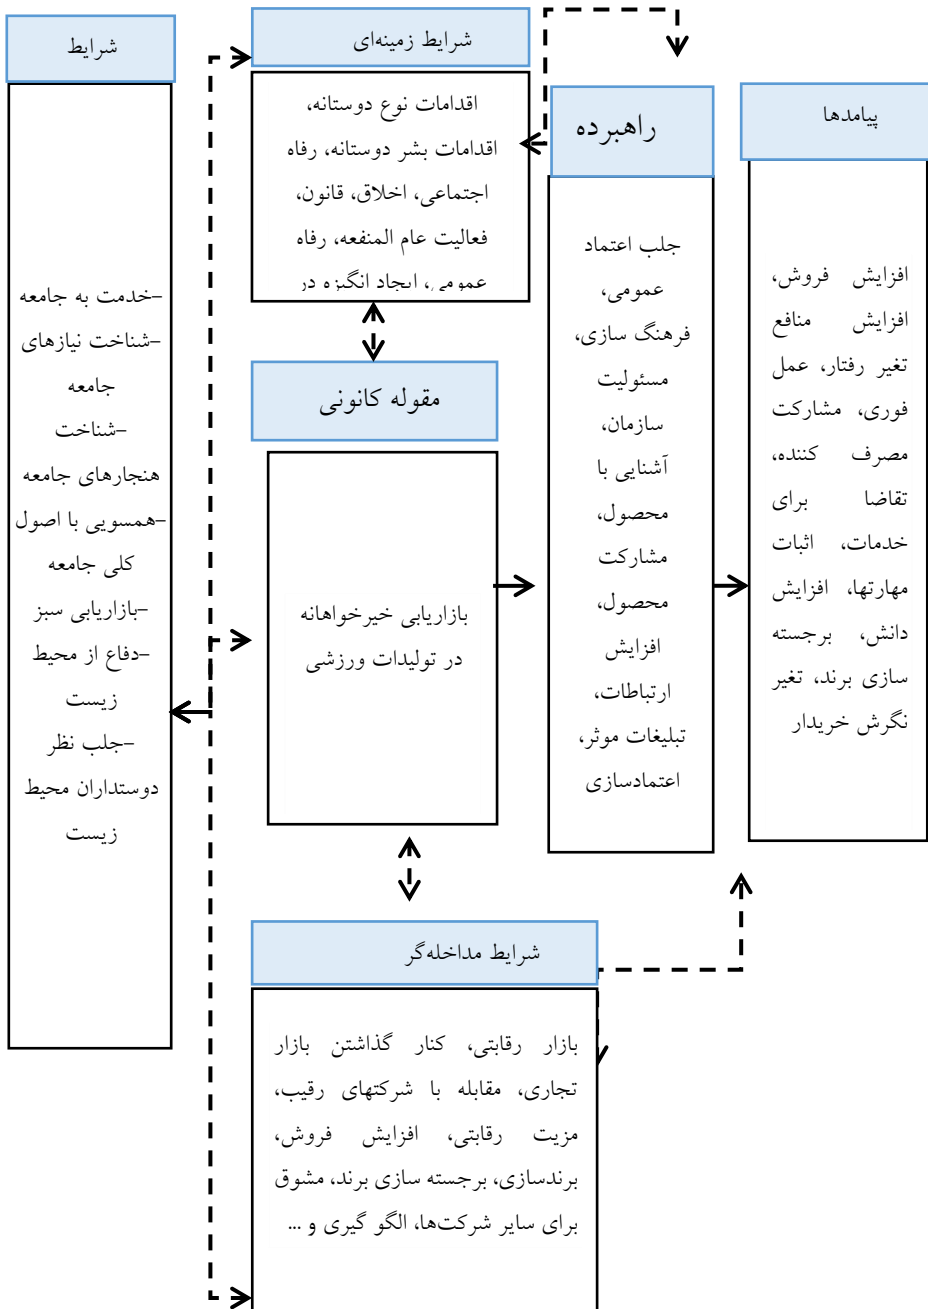 شرایط
–خدمت به جامعه
–شناخت نیازهای
جامعه
–شناخت
هنجارهای جامعه
–همسویی با اصول
کلی جامعه
–بازاریابی سبز
–دفاع از محیط
زیست
–جلب نظر
دوستداران محیط
زیست
شرایط زمینه‌ای
اقدامات نوع دوستانه،
اقدامات بشر دوستانه، رفاه
اجتماعی، اخلاق، قانون،
فعالیت عام المنفعه، رفاه
عمومی، ایجاد انگیزه در
مقوله کانونی
بازاریابی خیرخواهانه
در تولیدات ورزشی
شرایط مداخله‌گر
بازار رقابتی، کنار گذاشتن بازار
تجاری، مقابله با شرکتهای رقیب،
مزیت رقابتی، افزایش فروش،
برندسازی، برجسته سازی برند، مشوق
برای سایر شرکت‌ها، الگو گیری و ...
راهبرده
جلب اعتماد
عمومی،
فرهنگ سازی،
مسئولیت
سازمان،
آشنایی با
محصول،
مشارکت
محصول،
افزایش
ارتباطات،
تبلیغات موثر،
اعتمادسازی
پیامدها
افزایش فروش،
افزایش منافع
تغیر رفتار، عمل
فوری، مشارکت
مصرف کننده،
تقاضا برای
خدمات، اثبات
مهارتها، افزایش
دانش، برجسته
سازی برند، تغیر
نگرش خریدار